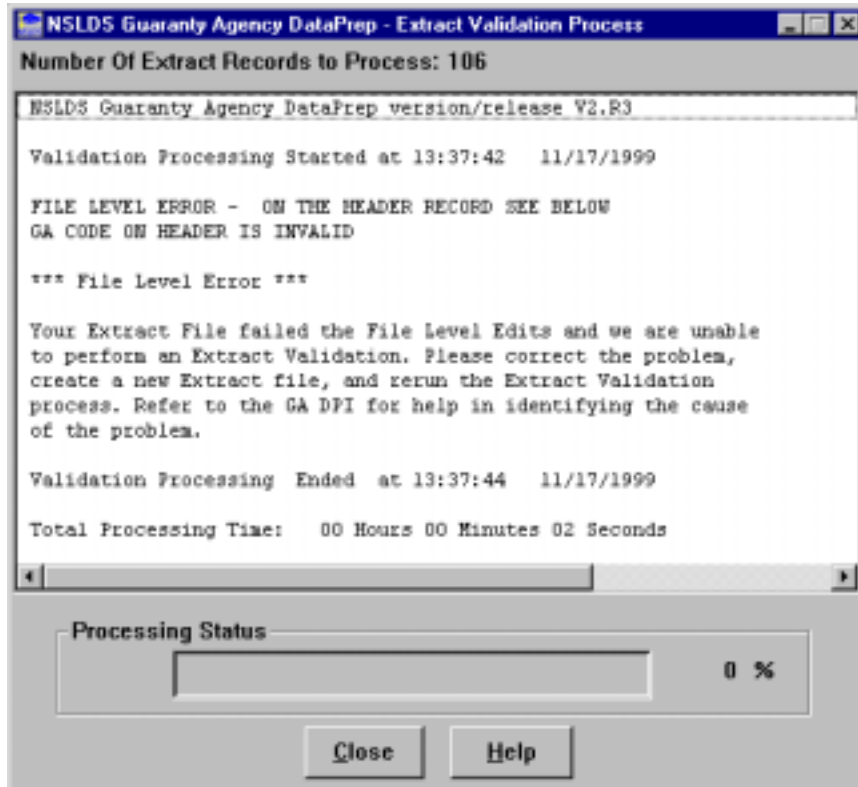 NSLDS Guaranty Agency DataPrep - Extract Validation Process
Number Of Extract Records to Process: 106
NSLDS Guaranty Agency DataPrep version/release V2.R3
Validation Processing Started at 13:37:42 11/17/1999
FILE LEVEL ERROR - ON THE HEADER RECORD SEE BELOW
GA CODE ON HEADER IS INVALID
*** File Level Error ***
Your Extract File failed the File Level Edits and we are unable
to perform an Extract Validation. Please correct the problem,
create a new Extract file, and rerun the Extract Validation
process. Refer to the GA DPI for help in identifying the cause
of the problem.
Validation Processing Ended at 13:37:44 11/17/1999
Total Processing Time: 00 Hours 00 Minutes 02 Seconds
Processing Status
0 %
Close Help